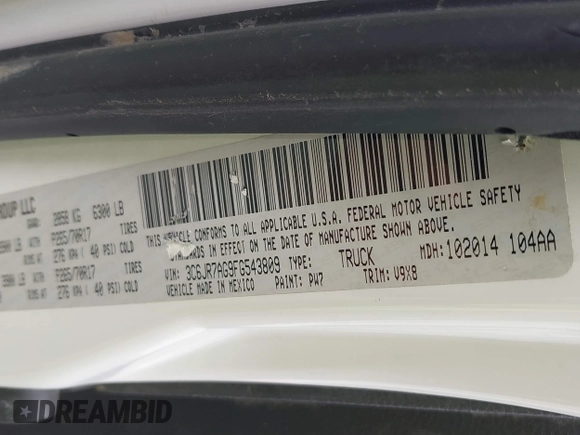 ROUP LLC
2858 KG 6300 LB
TIRES
P265/70R17
276 KPA ( 40 PSI) COLD
TIRES
P265/70R17
276 KPA ( 40 PSI) COLD
THIS VEHICLE CONFORMS TO ALL APPLICABLE U.S.A. FEDERAL MOTOR VEHICLE SAFETY
STANDARDS IN EFFECT ON THE DATE OF MANUFACTURE SHOWN ABOVE.
VIN: 3C6JR7AG9FG543809 TYPE: TRUCK MDH: 102014 104AA
VEHICLE MADE IN MEXICO PAINT: PW7 TRIM: V9X8
DREAMBID